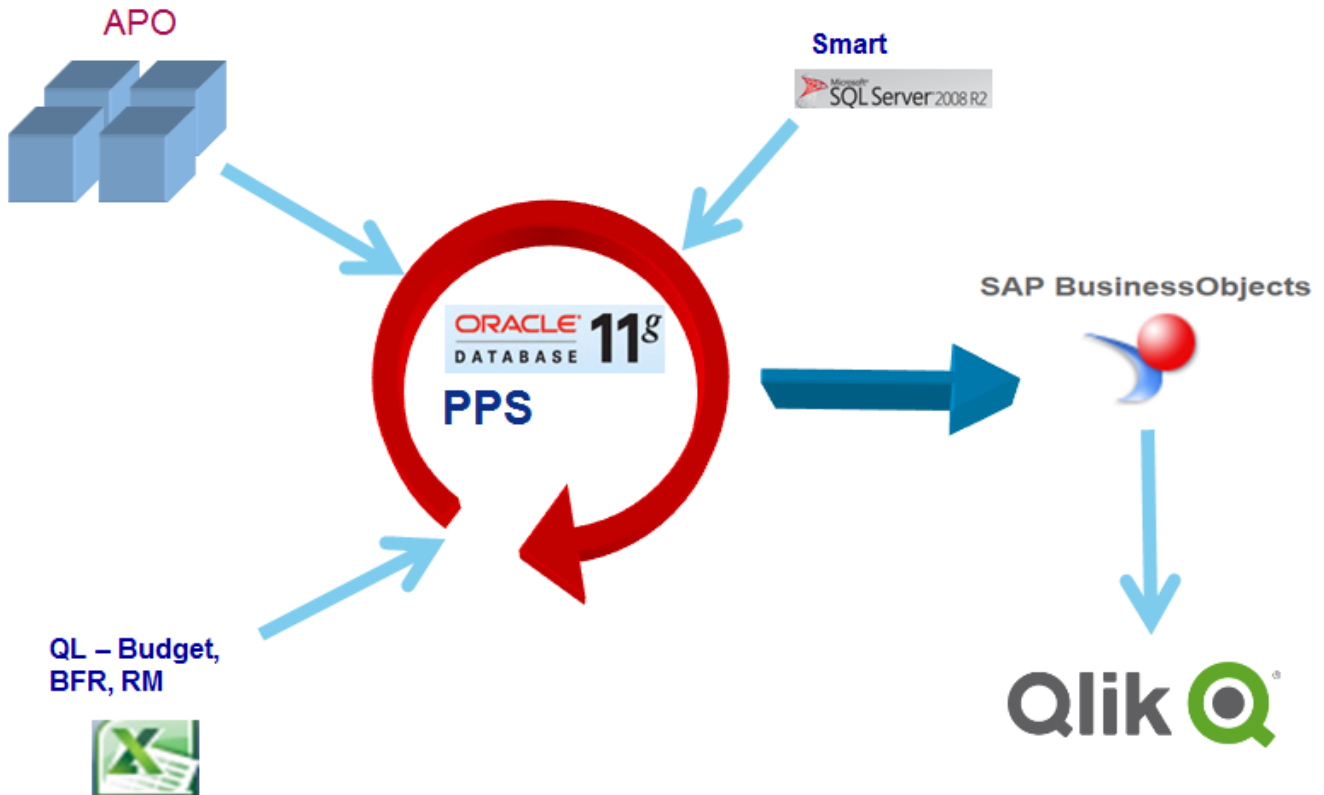 APO
Smart
Microsoft®
SQL Server® 2008 R2
ORACLE®
DATABASE
11g
PPS
SAP BusinessObjects
QL – Budget,
BFR, RM
X
Qlik Q®